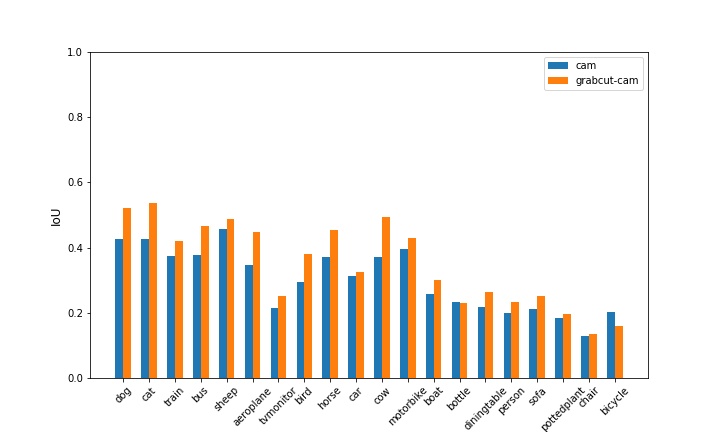 cam
grabcut-cam
1.0
0.8
0.6
0.4
0.2
0.0
IoU
dog
cat
train
bus
sheep
aeroplane
tvmonitor
bird
horse
car
cow
motorbike
boat
bottle
diningtable
person
sofa
pottedplant
chair
bicycle